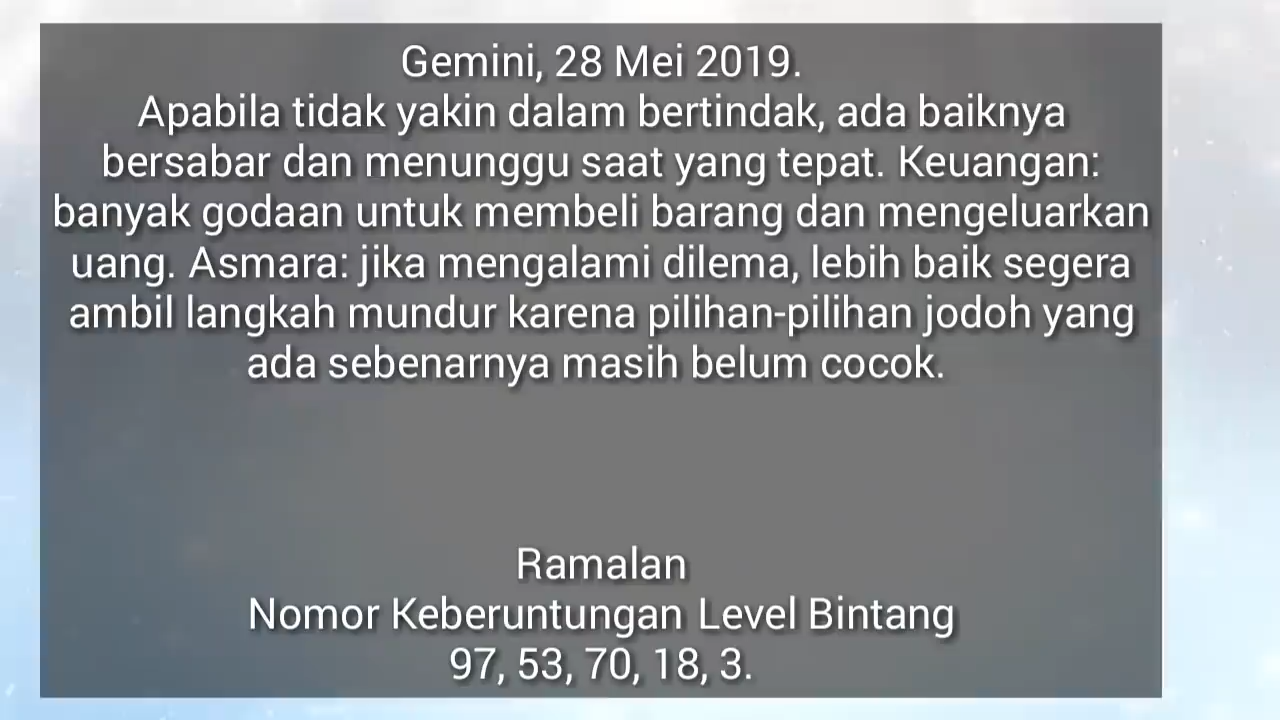 Gemini, 28 Mei 2019.
Apabila tidak yakin dalam bertindak, ada baiknya
bersabar dan menunggu saat yang tepat. Keuangan:
banyak godaan untuk membeli barang dan mengeluarkan
uang. Asmara: jika mengalami dilema, lebih baik segera
ambil langkah mundur karena pilihan-pilihan jodoh yang
ada sebenarnya masih belum cocok.
Ramalan
Nomor Keberuntungan Level Bintang
97, 53, 70, 18, 3.